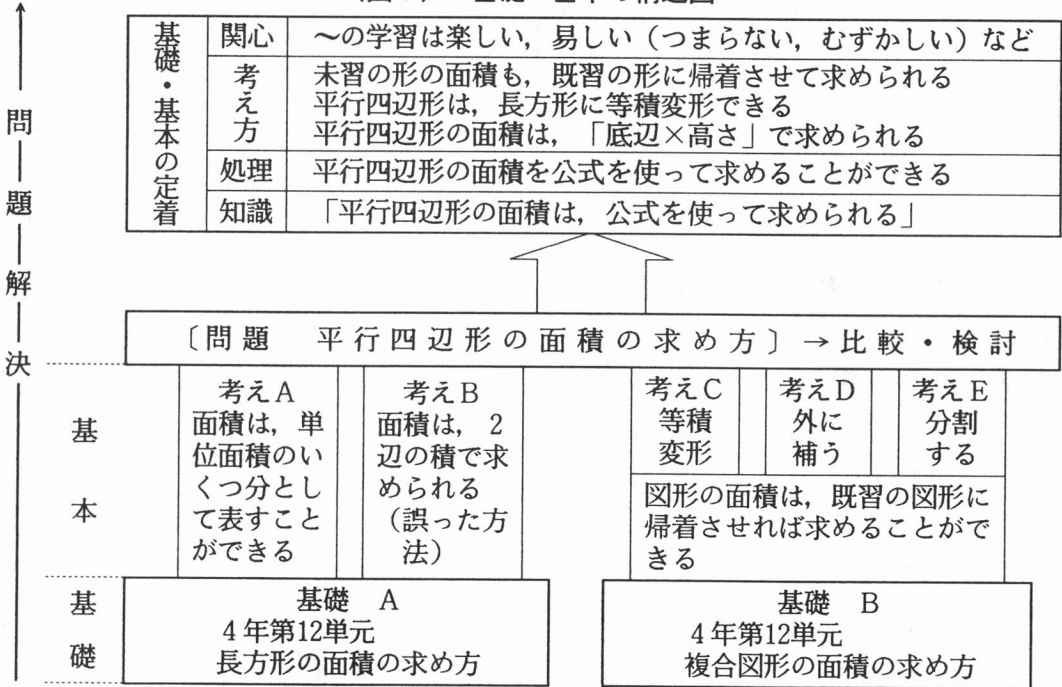 基礎・基本の定着
関心
～の学習は楽しい，易しい（つまらない，むずかしい）など
考え方
未習の形の面積も，既習の形に帰着させて求められる
平行四辺形は，長方形に等積変形できる
平行四辺形の面積は，「底辺×高さ」で求められる
処理
平行四辺形の面積を公式を使って求めることができる
知識
「平行四辺形の面積は，公式を使って求められる」
問題解決
〔問題　平行四辺形の面積の求め方〕→比較・検討
基本
考えA
面積は，単
位面積のい
くつ分とし
て表すこと
ができる
考えB
面積は，2
辺の積で求
められる
（誤った方
法）
考えC
等積
変形
考えD
外に
補う
考えE
分割
する
図形の面積は，既習の図形に
帰着させれば求めることがで
きる
基礎
基礎　A
4年第12単元
長方形の面積の求め方
基礎　B
4年第12単元
複合図形の面積の求め方